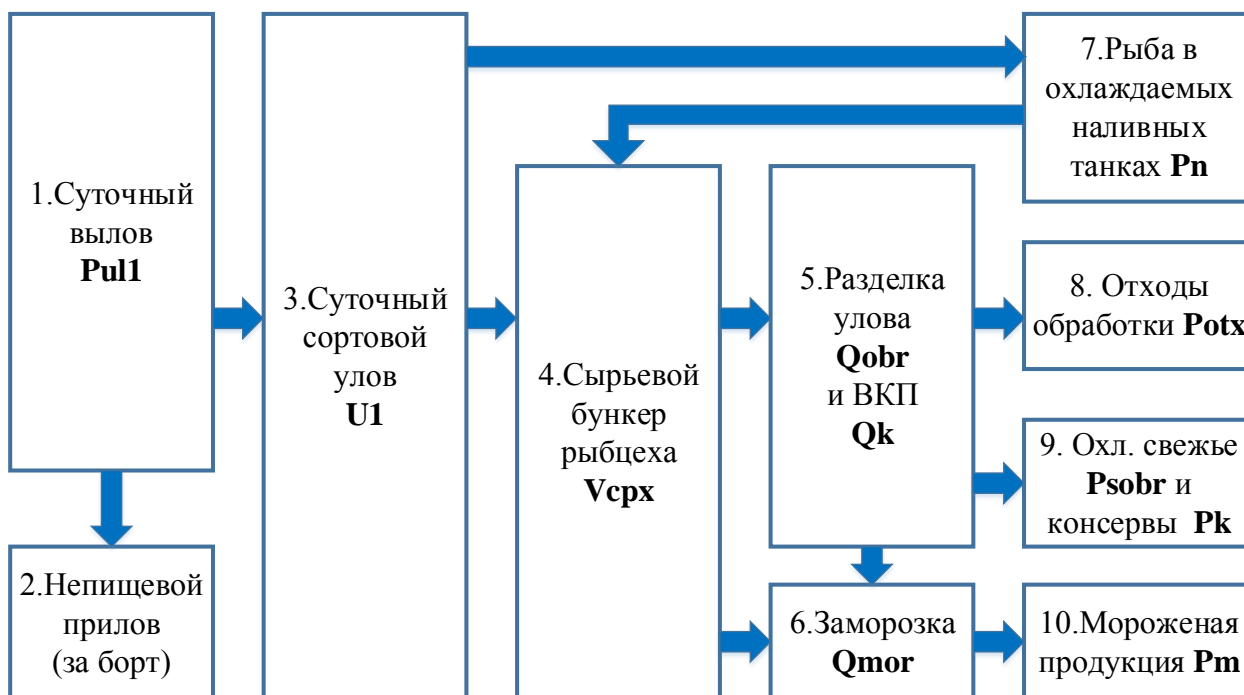 1.Суточный
вылов
Pul1
2.Непищевой
прилов
(за борт)
3.Суточный
сортовой
улов
U1
4.Сырьевой
бункер
рыбцеха
Vcpx
5.Разделка
улова
Qobr
и ВКП
Qk
6.Заморозка
Qmor
7.Рыба в
охлаждаемых
наливных
танках Pn
8. Отходы
обработки Potx
9. Охл. свежье
Psobr и
консервы Pk
10.Мороженая
продукция Pm